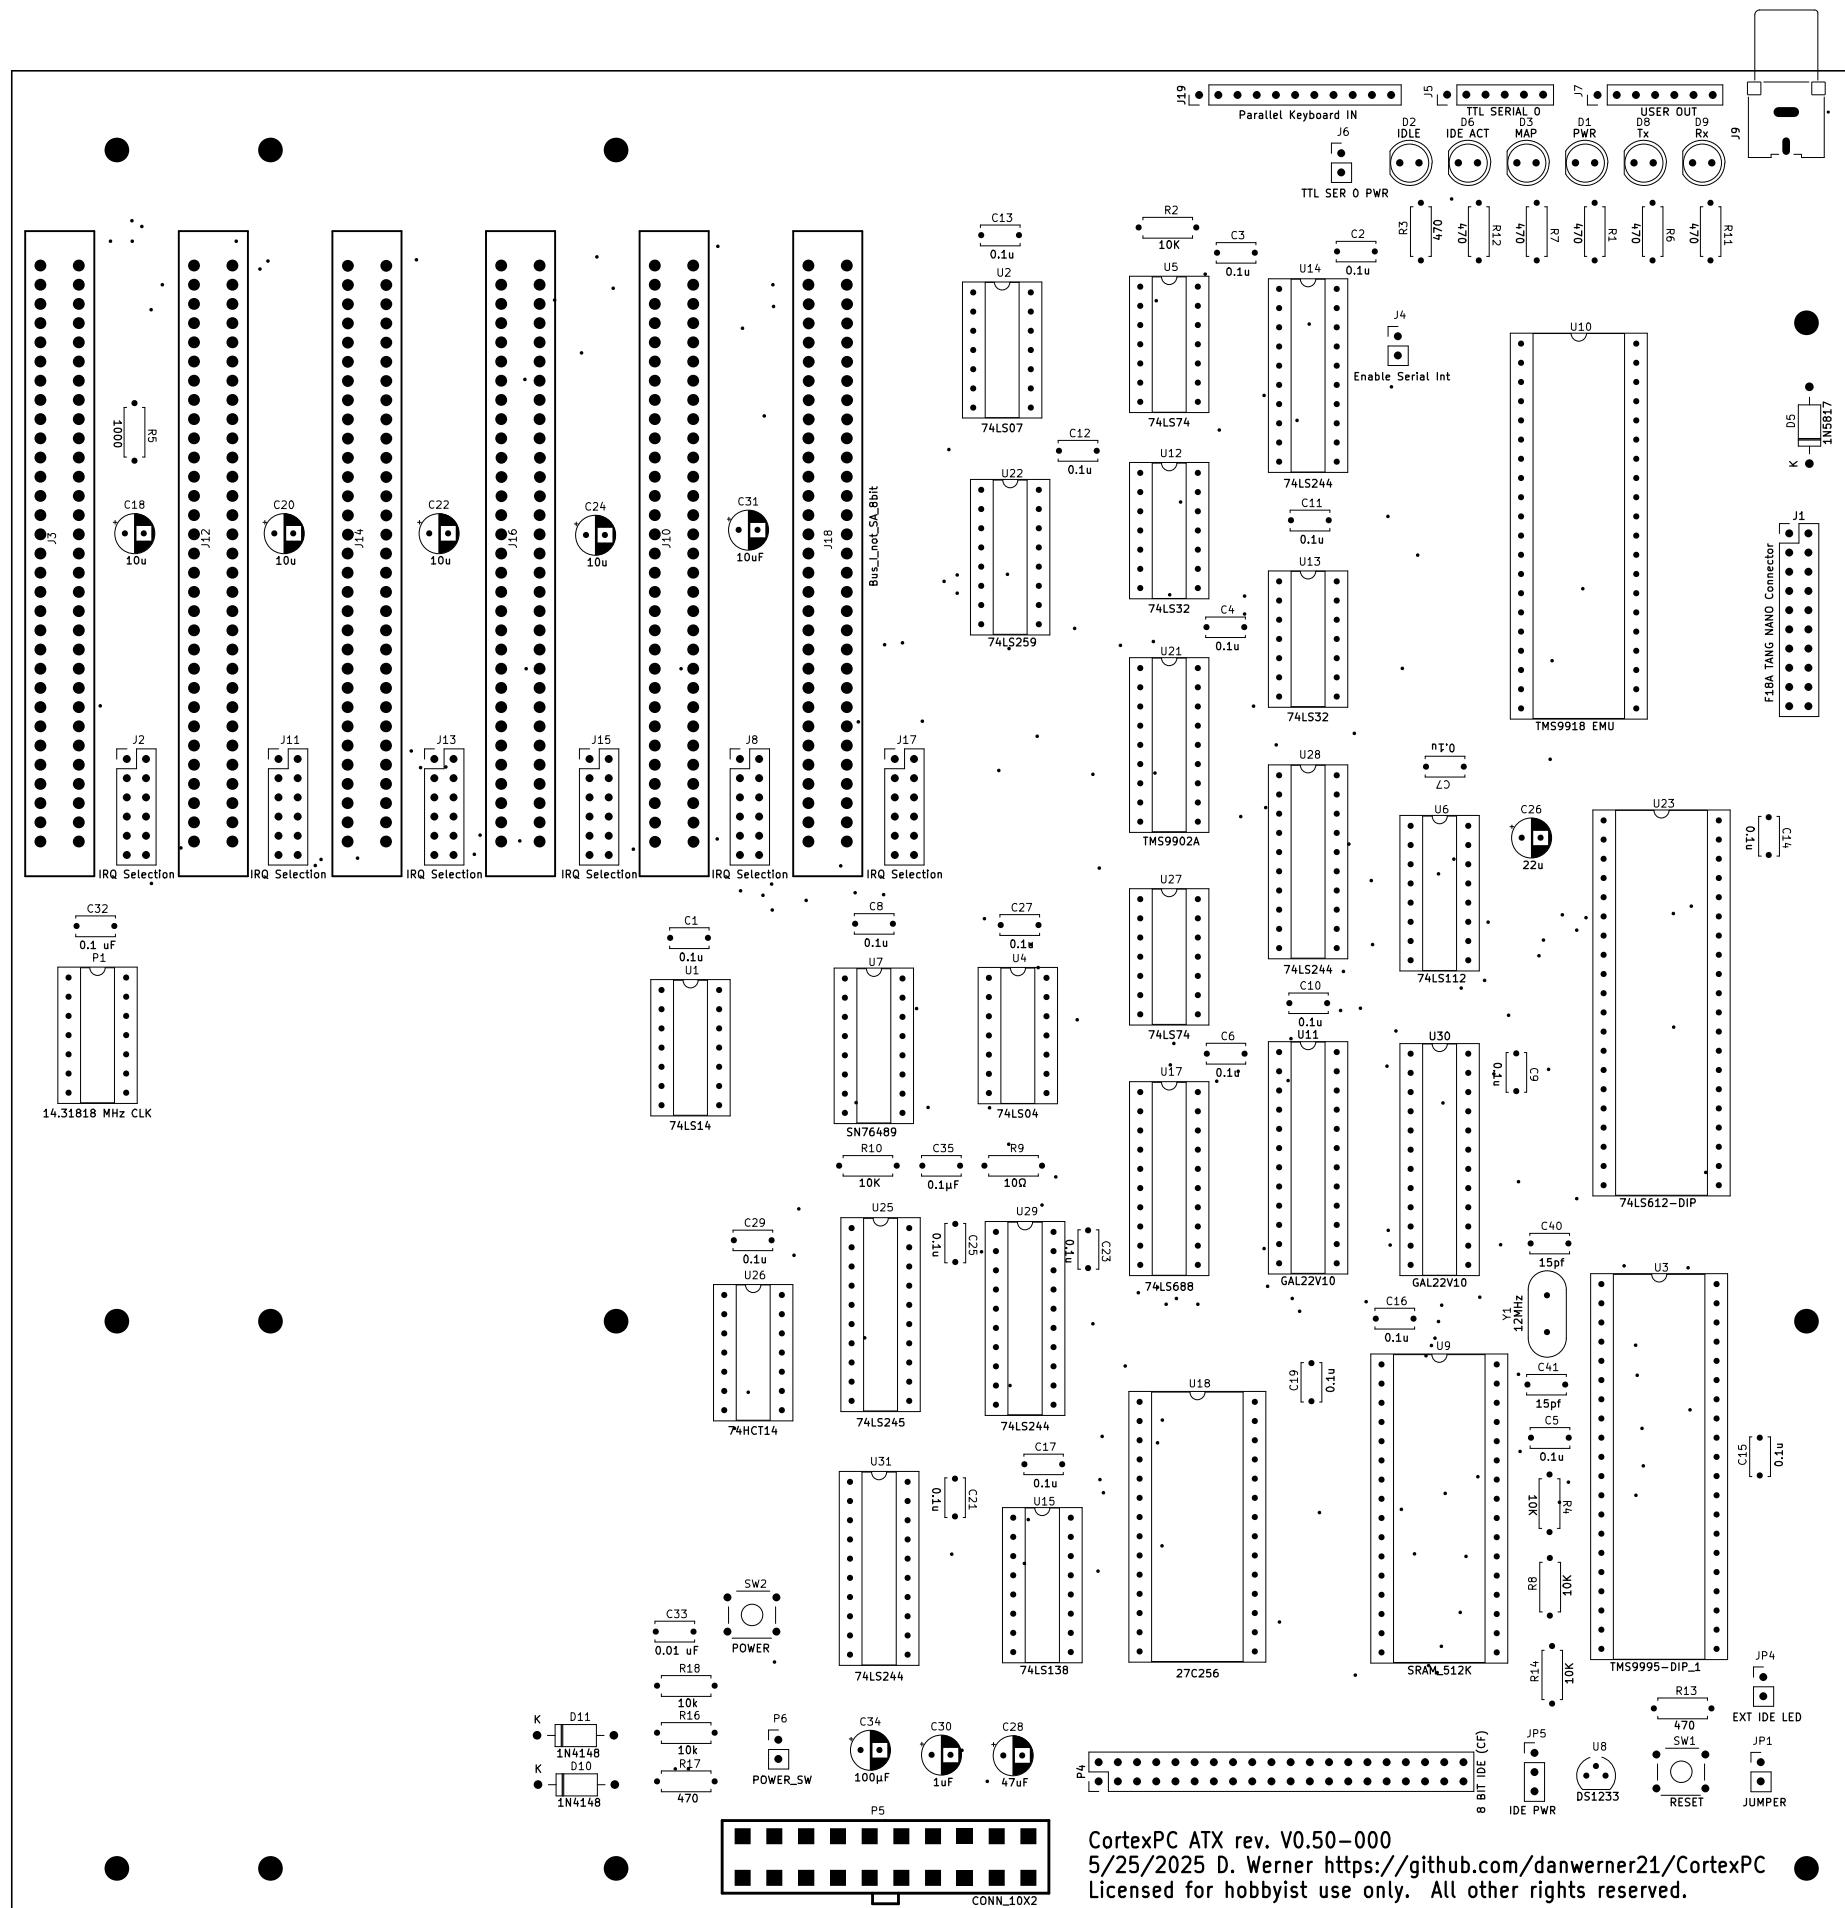 J19
Parallel Keyboard IN
J5
TTL SERIAL 0
J7
USER OUT
J9
J6
TTL SER 0 PWR
D2
IDLE
D6
IDE ACT
D3
MAP
D1
PWR
D8
Tx
D9
Rx
R3
470
R12
470
R7
470
R1
470
R6
470
R11
470
C13
0.1u
R2
10K
C3
0.1u
C2
0.1u
U2
74LS07
U5
74LS74
U14
74LS244
J4
Enable Serial Int
U10
TMS9918 EMU
D5
1N5817
K
R5
1000
C12
0.1u
U12
74LS32
U22
74LS259
C11
0.1u
U13
74LS32
C4
0.1u
J1
F18A TANG NANO Connector
J3
C18
10u
J12
C20
10u
J14
C22
10u
J16
C24
10u
J10
C31
10uF
J18
Bus_I_not_SA_8bit
U21
TMS9902A
J2
IRQ Selection
J11
IRQ Selection
J13
IRQ Selection
J15
IRQ Selection
J8
IRQ Selection
J17
IRQ Selection
U28
74LS244
0.1u
C7
U6
74LS112
C26
22u
U23
74LS612-DIP
C14
0.1u
C32
0.1 uF
P1
14.31818 MHz CLK
C1
0.1u
U1
74LS14
C8
0.1u
U7
SN76489
C27
0.1u
U4
74LS04
U27
74LS74
C10
0.1u
U11
GAL22V10
U30
GAL22V10
C6
0.1u
U17
74LS688
C9
0.1u
R10
10K
C35
0.1µF
R9
10Ω
C29
0.1u
U26
74HCT14
U25
74LS245
C25
0.1u
U29
74LS244
C23
0.1u
C40
15pf
Y1
12MHz
C41
15pf
C5
0.1u
U3
TMS9995-DIP_1
C16
0.1u
U9
SRAM_512K
C19
0.1u
U18
27C256
C15
0.1u
U31
74LS244
C21
0.1u
C17
0.1u
U15
74LS138
R4
10K
R8
10K
R14
10K
SW2
POWER
C33
0.01 uF
R18
10k
R16
10k
R17
470
D11
K
1N4148
D10
K
1N4148
P6
POWER_SW
C34
100µF
C30
1uF
C28
47uF
P4
8 BIT IDE (CF)
JP5
IDE PWR
U8
DS1233
R13
470
SW1
RESET
JP4
EXT IDE LED
JP1
JUMPER
P5
CONN_10X2
CortexPC ATX rev. V0.50-000
5/25/2025 D. Werner https://github.com/danwerner21/CortexPC
Licensed for hobbyist use only.  All other rights reserved.